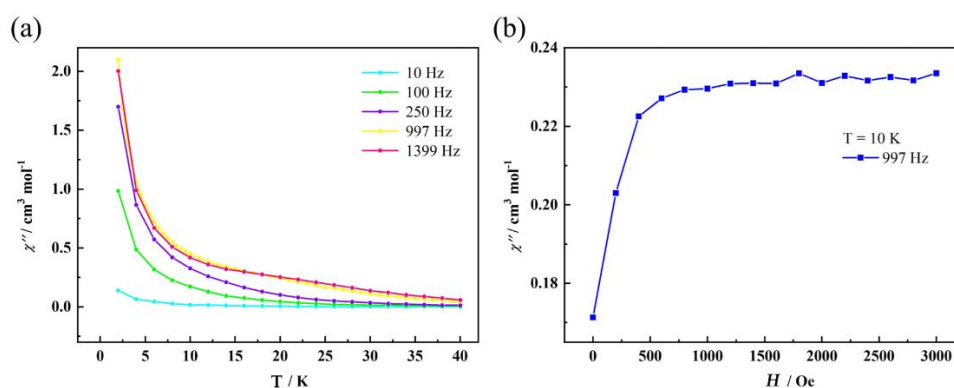 (a)
χ″ / cm³ mol⁻¹
2.0
1.5
1.0
0.5
0.0
10 Hz
100 Hz
250 Hz
997 Hz
1399 Hz
0 5 10 15 20 25 30 35 40
T / K
(b)
χ″ / cm³ mol⁻¹
0.24
0.22
0.20
0.18
T = 10 K
997 Hz
0 500 1000 1500 2000 2500 3000
H / Oe